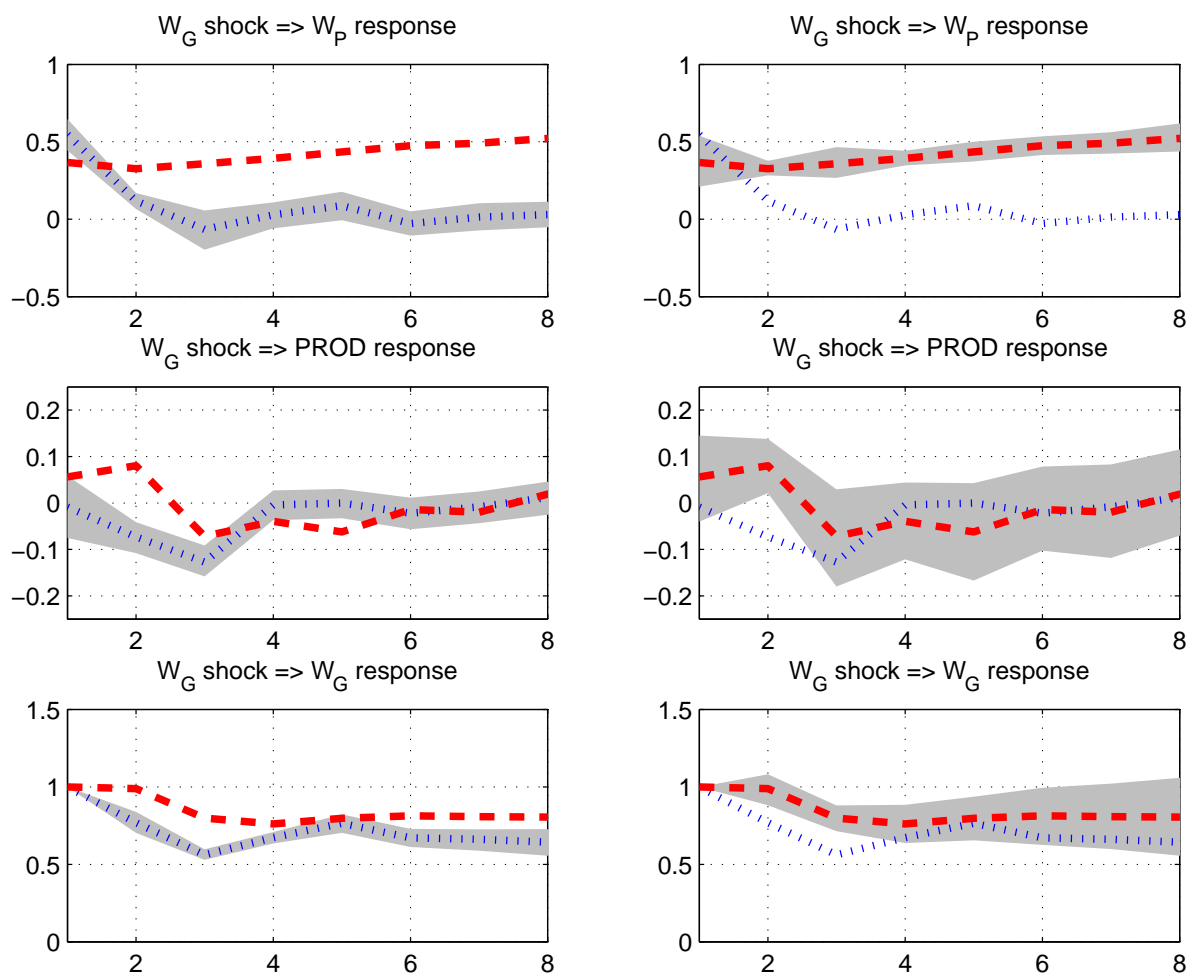 W_G shock => W_P response
W_G shock => W_P response
1
0.5
0
−0.5
2 4 6 8
1
0.5
0
−0.5
2 4 6 8
W_G shock => PROD response
W_G shock => PROD response
0.2
0.1
0
−0.1
−0.2
2 4 6 8
0.2
0.1
0
−0.1
−0.2
2 4 6 8
W_G shock => W_G response
W_G shock => W_G response
1.5
1
0.5
0
2 4 6 8
1.5
1
0.5
0
2 4 6 8